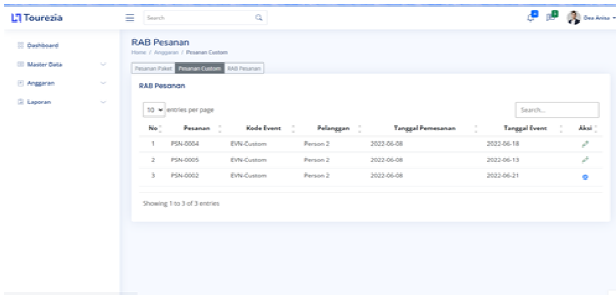 Tourezia
Search
Dea Anisa
Dashboard
Master Data
Anggaran
Laporan
RAB Pesanan
Home / Anggaran / Pesanan Custom
Pesanan Paket Pesanan Custom RAB Pesanan
RAB Pesanan
10 entries per page Search...
No Pesanan Kode Event Pelanggan Tanggal Pemesanan Tanggal Event Aksi
1 PSN-0004 EVN-Custom Person 2 2022-06-08 2022-06-18
2 PSN-0005 EVN-Custom Person 2 2022-06-08 2022-06-13
3 PSN-0002 EVN-Custom Person 2 2022-06-08 2022-06-21
Showing 1 to 3 of 3 entries